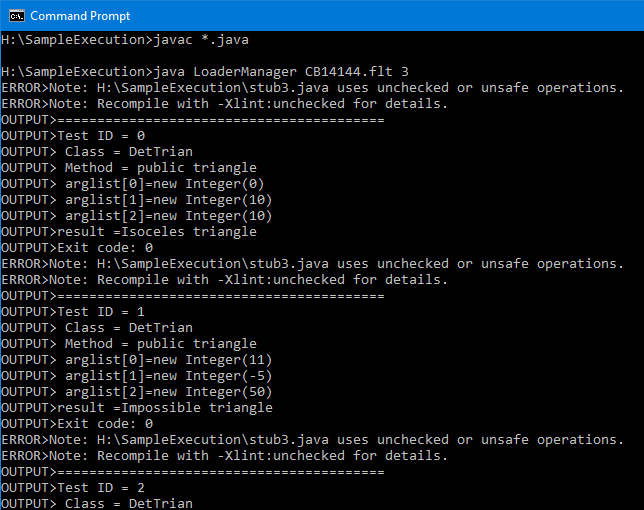 Command Prompt
H:\SampleExecution>javac *.java
H:\SampleExecution>java LoaderManager CB14144.flt 3
ERROR>Note: H:\SampleExecution\stub3.java uses unchecked or unsafe operations.
ERROR>Note: Recompile with -Xlint:unchecked for details.
OUTPUT>========================================
OUTPUT>Test ID = 0
OUTPUT> Class = DetTrian
OUTPUT> Method = public triangle
OUTPUT> arglist[0]=new Integer(0)
OUTPUT> arglist[1]=new Integer(10)
OUTPUT> arglist[2]=new Integer(10)
OUTPUT>result =Isoceles triangle
OUTPUT>Exit code: 0
ERROR>Note: H:\SampleExecution\stub3.java uses unchecked or unsafe operations.
ERROR>Note: Recompile with -Xlint:unchecked for details.
OUTPUT>========================================
OUTPUT>Test ID = 1
OUTPUT> Class = DetTrian
OUTPUT> Method = public triangle
OUTPUT> arglist[0]=new Integer(11)
OUTPUT> arglist[1]=new Integer(-5)
OUTPUT> arglist[2]=new Integer(50)
OUTPUT>result =Impossible triangle
OUTPUT>Exit code: 0
ERROR>Note: H:\SampleExecution\stub3.java uses unchecked or unsafe operations.
ERROR>Note: Recompile with -Xlint:unchecked for details.
OUTPUT>========================================
OUTPUT>Test ID = 2
OUTPUT> Class = DetTrian